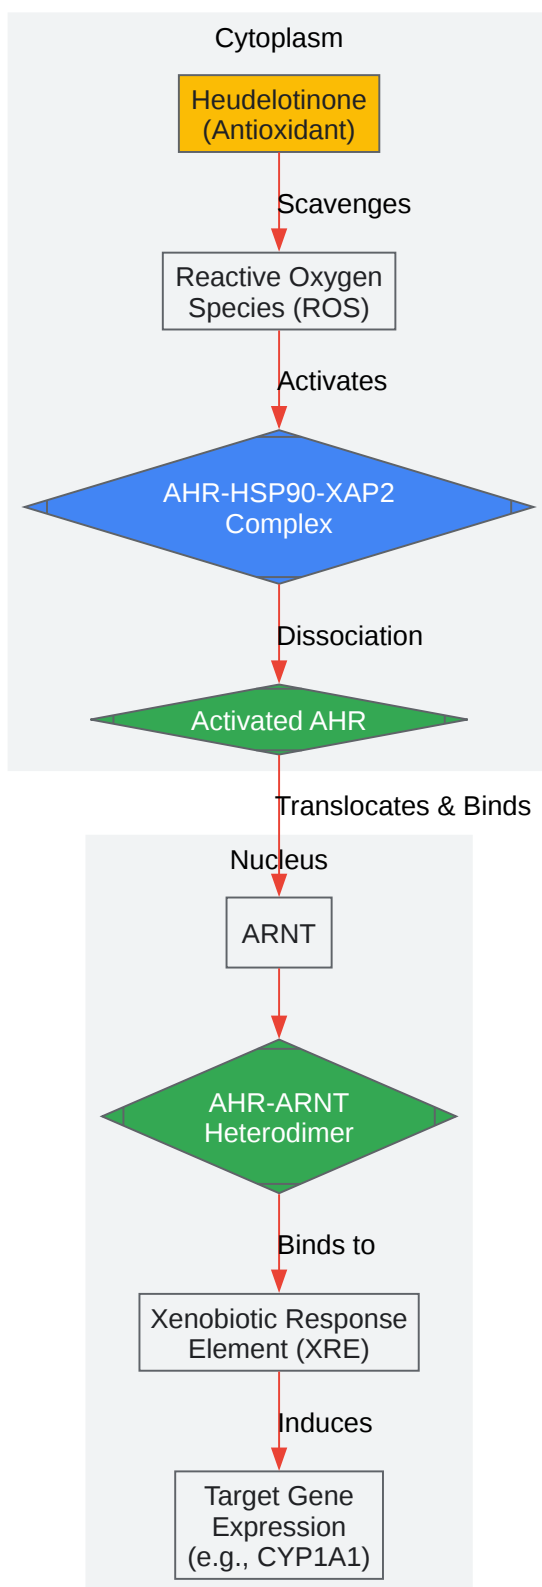 Cytoplasm
Heudelotinone
(Antioxidant)
Scavenges
Reactive Oxygen
Species (ROS)
Activates
AHR-HSP90-XAP2
Complex
Dissociation
Activated AHR
Translocates & Binds
Nucleus
ARNT
AHR-ARNT
Heterodimer
Binds to
Xenobiotic Response
Element (XRE)
Induces
Target Gene
Expression
(e.g., CYP1A1)